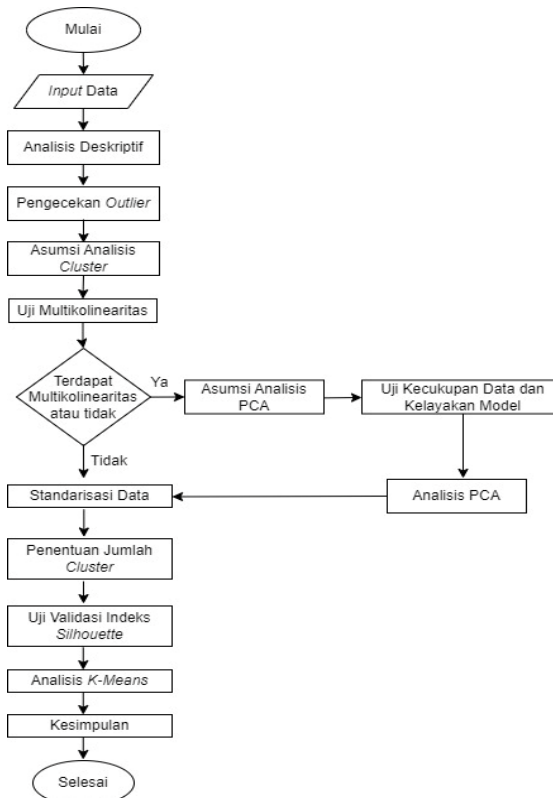 Mulai
Input Data
Analisis Deskriptif
Pengecekan Outlier
Asumsi Analisis
Cluster
Uji Multikolinearitas
Terdapat
Multikolinearitas
atau tidak
Ya
Asumsi Analisis
PCA
Uji Kecukupan Data dan
Kelayakan Model
Analisis PCA
Tidak
Standarisasi Data
Penentuan Jumlah
Cluster
Uji Validasi Indeks
Silhouette
Analisis K-Means
Kesimpulan
Selesai